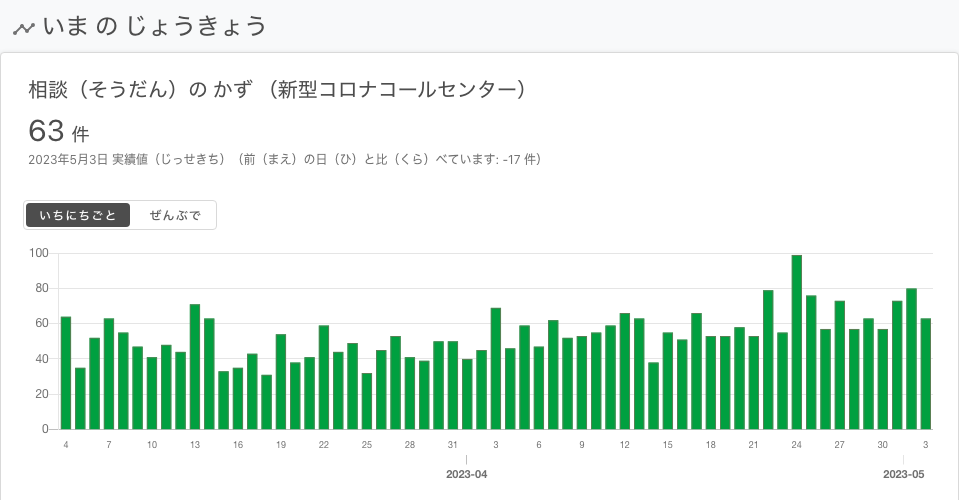 いま の じょうきょう
相談（そうだん）の かず （新型コロナコールセンター）
63 件
2023年5月3日 実績値（じっせきち）（前（まえ）の日（ひ）と比（くら）べています: -17 件）
いちにちごと ぜんぶで
100
80
60
40
20
0
4 7 10 13 16 19 22 25 28 31 3 6 9 12 15 18 21 24 27 30 3
2023-04 2023-05